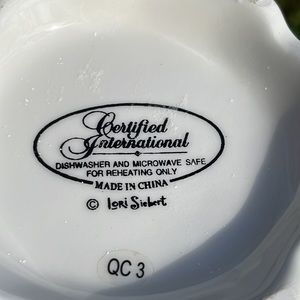 Certified
International
DISHWASHER AND MICROWAVE SAFE
FOR REHEATING ONLY
MADE IN CHINA
© Lori Siebert
QC 3